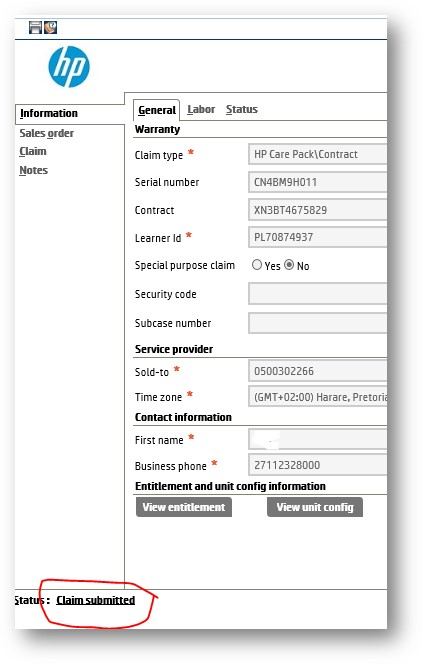 hp
Information
Sales order
Claim
Notes
General Labor Status
Warranty
Claim type * HP Care Pack\Contract
Serial number CN4BM9H011
Contract XN3BT4675829
Learner Id * PL70874937
Special purpose claim Yes No
Security code
Subcase number
Service provider
Sold-to * 0500302266
Time zone * (GMT+02:00) Harare, Pretoria
Contact information
First name *
Business phone * 27112328000
Entitlement and unit config information
View entitlement View unit config
Status: Claim submitted